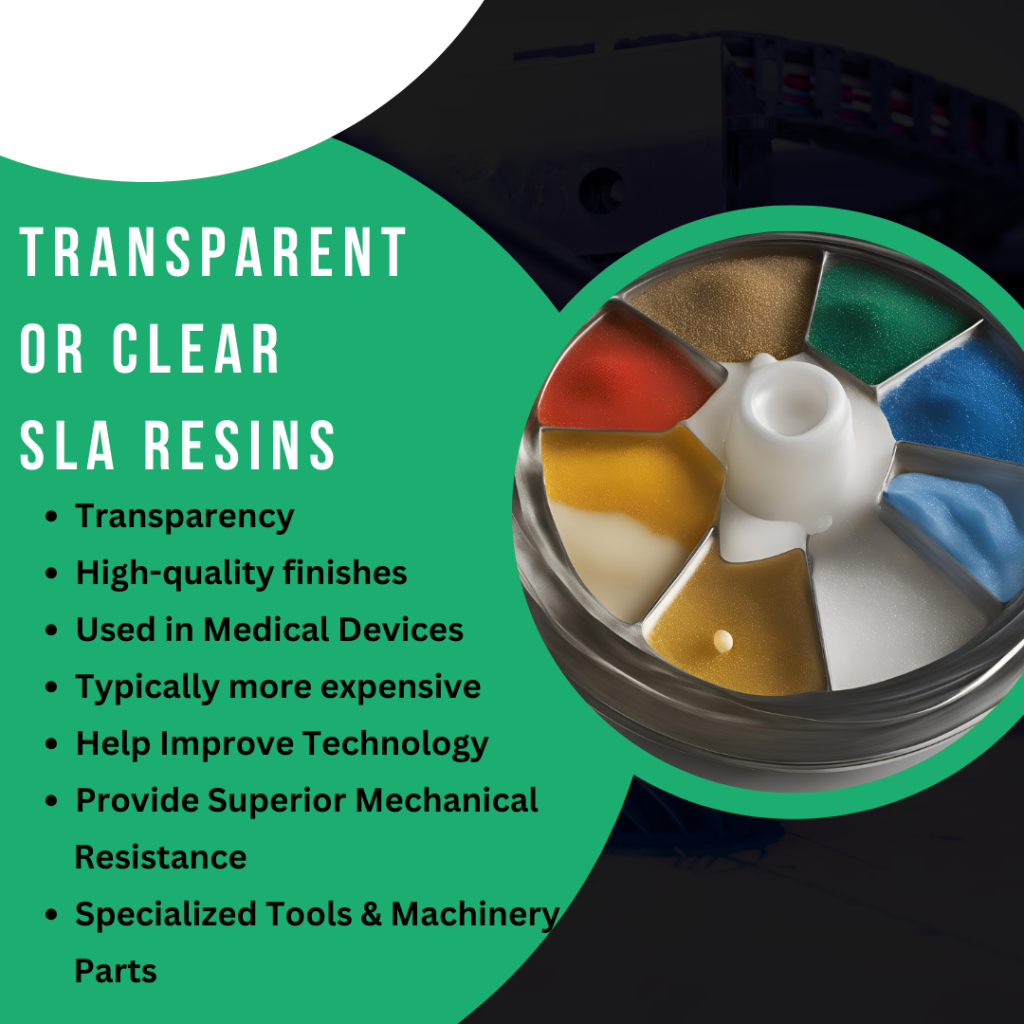 TRANSPARENT
OR CLEAR
SLA RESINS
• Transparency
• High-quality finishes
• Used in Medical Devices
• Typically more expensive
• Help Improve Technology
• Provide Superior Mechanical
Resistance
• Specialized Tools & Machinery
Parts